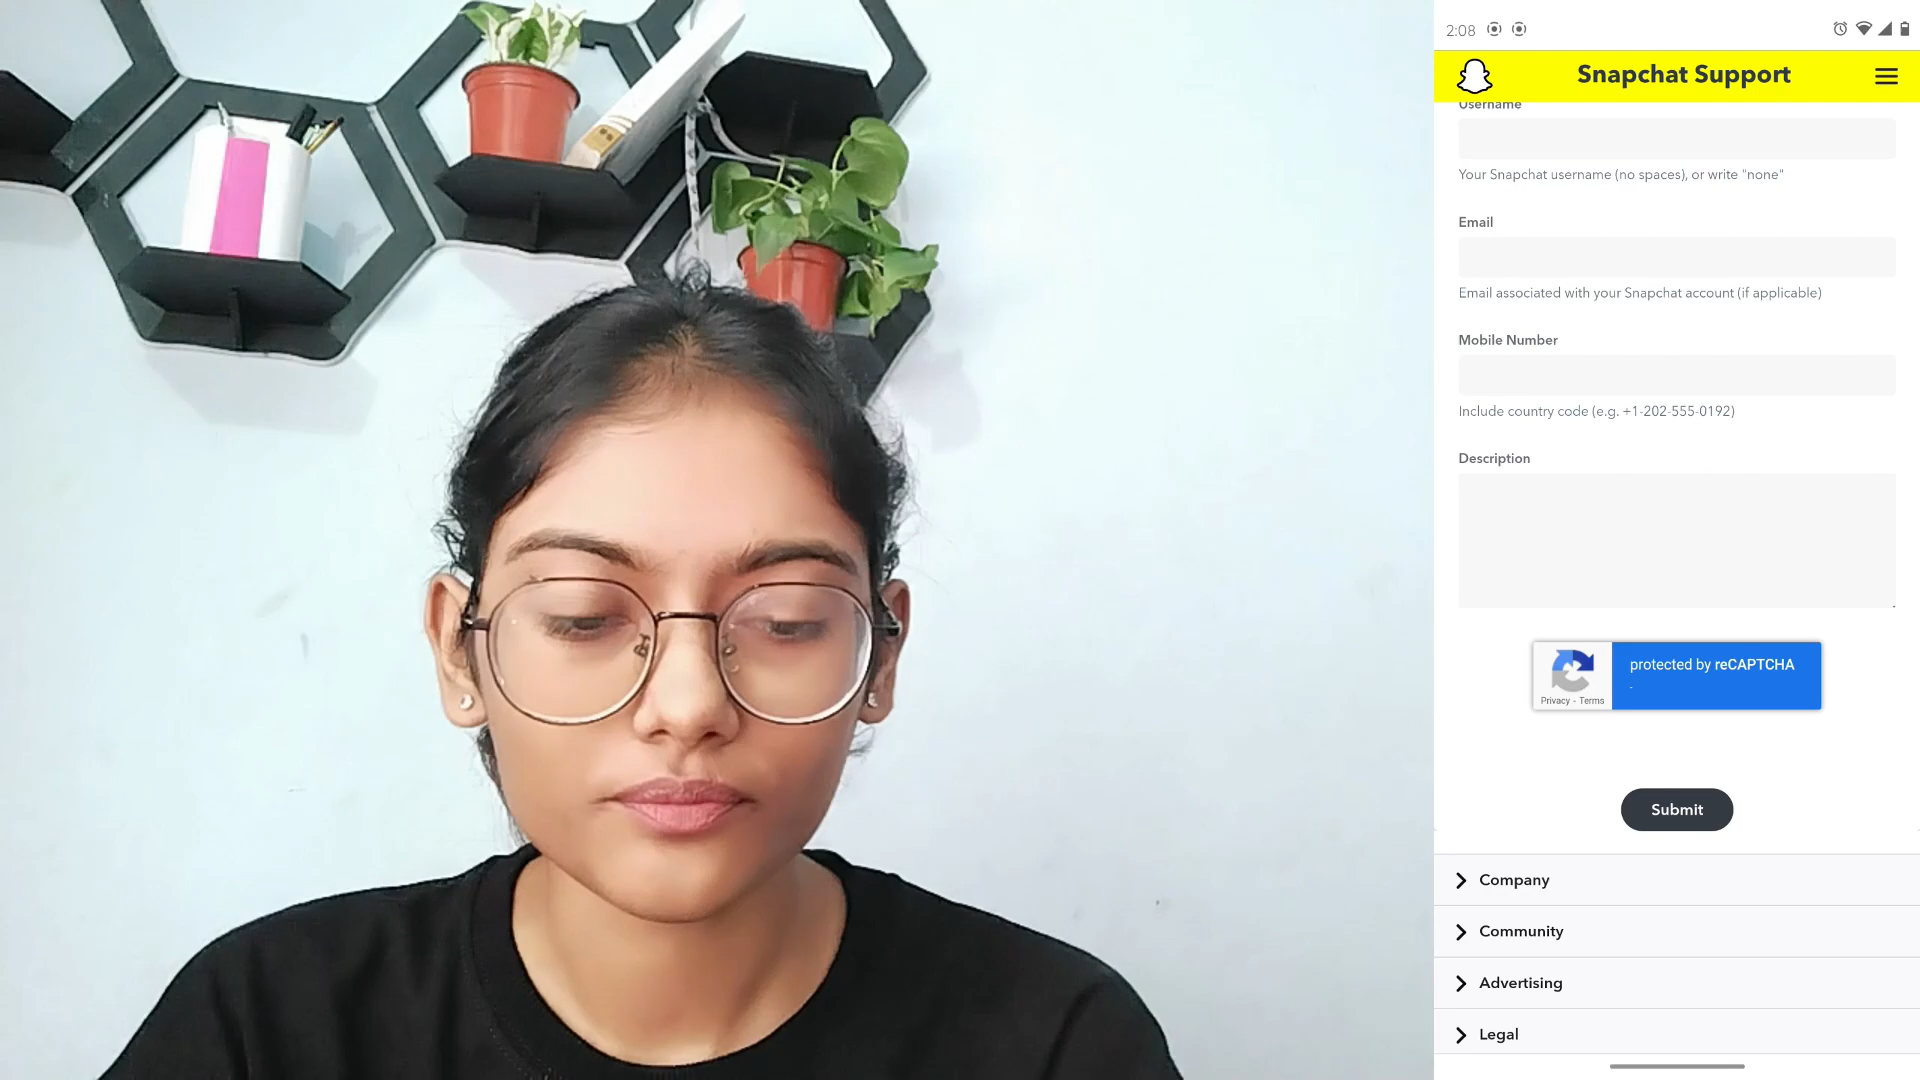 2:08
Snapchat Support
Username
Your Snapchat username (no spaces), or write "none"
Email
Email associated with your Snapchat account (if applicable)
Mobile Number
Include country code (e.g. +1-202-555-0192)
Description
protected by reCAPTCHA
-
Privacy - Terms
Submit
Company
Community
Advertising
Legal